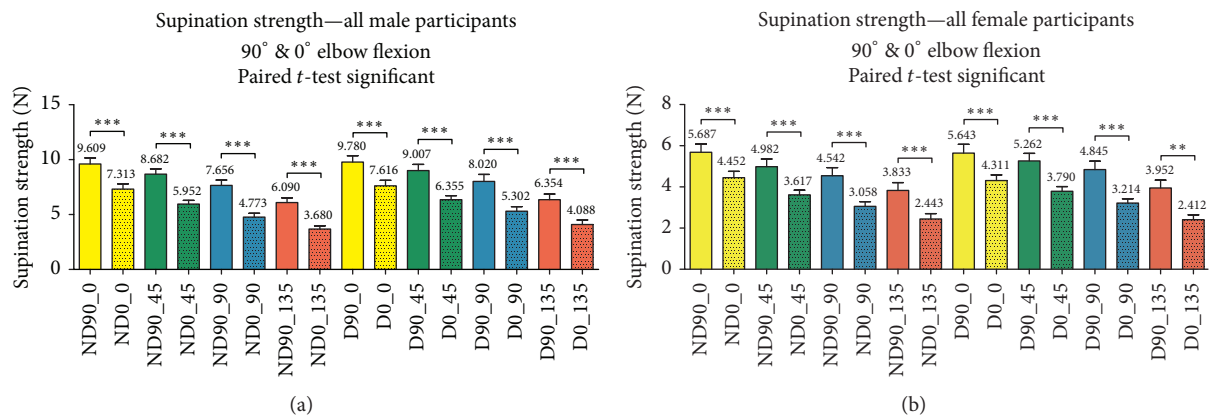 Supination strength—all male participants
90° & 0° elbow flexion
Paired t-test significant
Supination strength (N)
15
10
5
0
*** *** *** *** *** *** *** ***
9.609 7.313 8.682 5.952 7.656 4.773 6.090 3.680 9.780 7.616 9.007 6.355 8.020 5.302 6.354 4.088
ND90_0 ND0_0 ND90_45 ND0_45 ND90_90 ND0_90 ND90_135 ND0_135 D90_0 D0_0 D90_45 D0_45 D90_90 D0_90 D90_135 D0_135
(a)
Supination strength—all female participants
90° & 0° elbow flexion
Paired t-test significant
Supination strength (N)
8
6
4
2
0
*** *** *** *** *** *** *** **
5.687 4.452 4.982 3.617 4.542 3.058 3.833 2.443 5.643 4.311 5.262 3.790 4.845 3.214 3.952 2.412
ND90_0 ND0_0 ND90_45 ND0_45 ND90_90 ND0_90 ND90_135 ND0_135 D90_0 D0_0 D90_45 D0_45 D90_90 D0_90 D90_135 D0_135
(b)